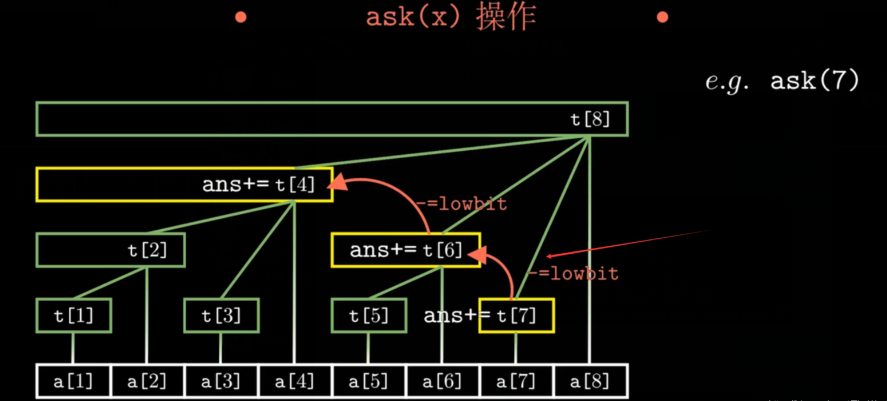 ask(x) 操作
e.g. ask(7)
t[8]
ans+= t[4]
-=lowbit
t[2]
ans+= t[6]
-=lowbit
t[1] t[3] t[5] ans+= t[7]
a[1] a[2] a[3] a[4] a[5] a[6] a[7] a[8]